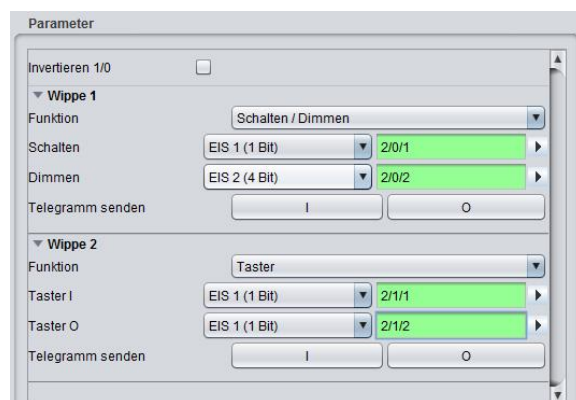 Parameter
Invertieren 1/0
Wippe 1
Funktion Schalten / Dimmen
Schalten EIS 1 (1 Bit) 2/0/1
Dimmen EIS 2 (4 Bit) 2/0/2
Telegramm senden I O
Wippe 2
Funktion Taster
Taster I EIS 1 (1 Bit) 2/1/1
Taster O EIS 1 (1 Bit) 2/1/2
Telegramm senden I O